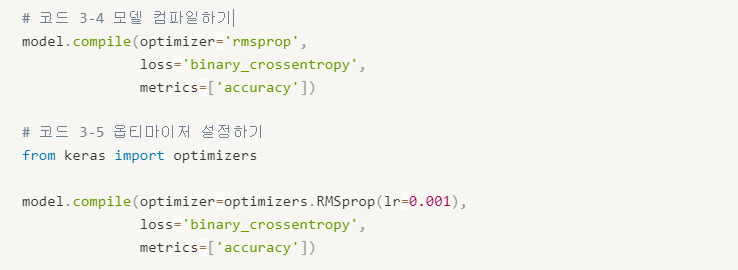 # 코드 3-4 모델 컴파일하기
model.compile(optimizer='rmsprop',
              loss='binary_crossentropy',
              metrics=['accuracy'])
# 코드 3-5 옵티마이저 설정하기
from keras import optimizers
model.compile(optimizer=optimizers.RMSprop(lr=0.001),
              loss='binary_crossentropy',
              metrics=['accuracy'])